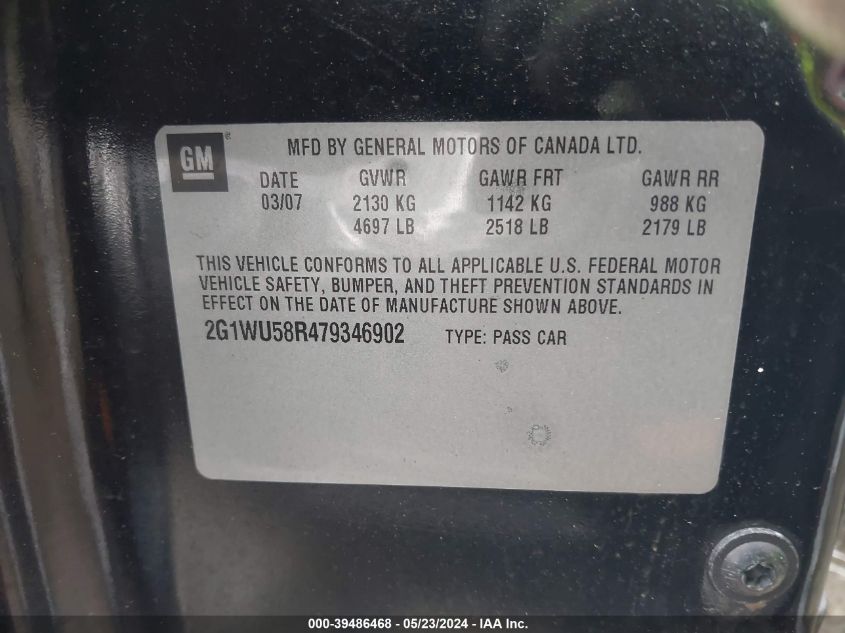 GM ® MFD BY GENERAL MOTORS OF CANADA LTD.
DATE GVWR GAWR FRT GAWR RR
03/07 2130 KG 1142 KG 988 KG
4697 LB 2518 LB 2179 LB
THIS VEHICLE CONFORMS TO ALL APPLICABLE U.S. FEDERAL MOTOR
VEHICLE SAFETY, BUMPER, AND THEFT PREVENTION STANDARDS IN
EFFECT ON THE DATE OF MANUFACTURE SHOWN ABOVE.
2G1WU58R479346902 TYPE: PASS CAR
000-39486468 - 05/23/2024 - IAA Inc.